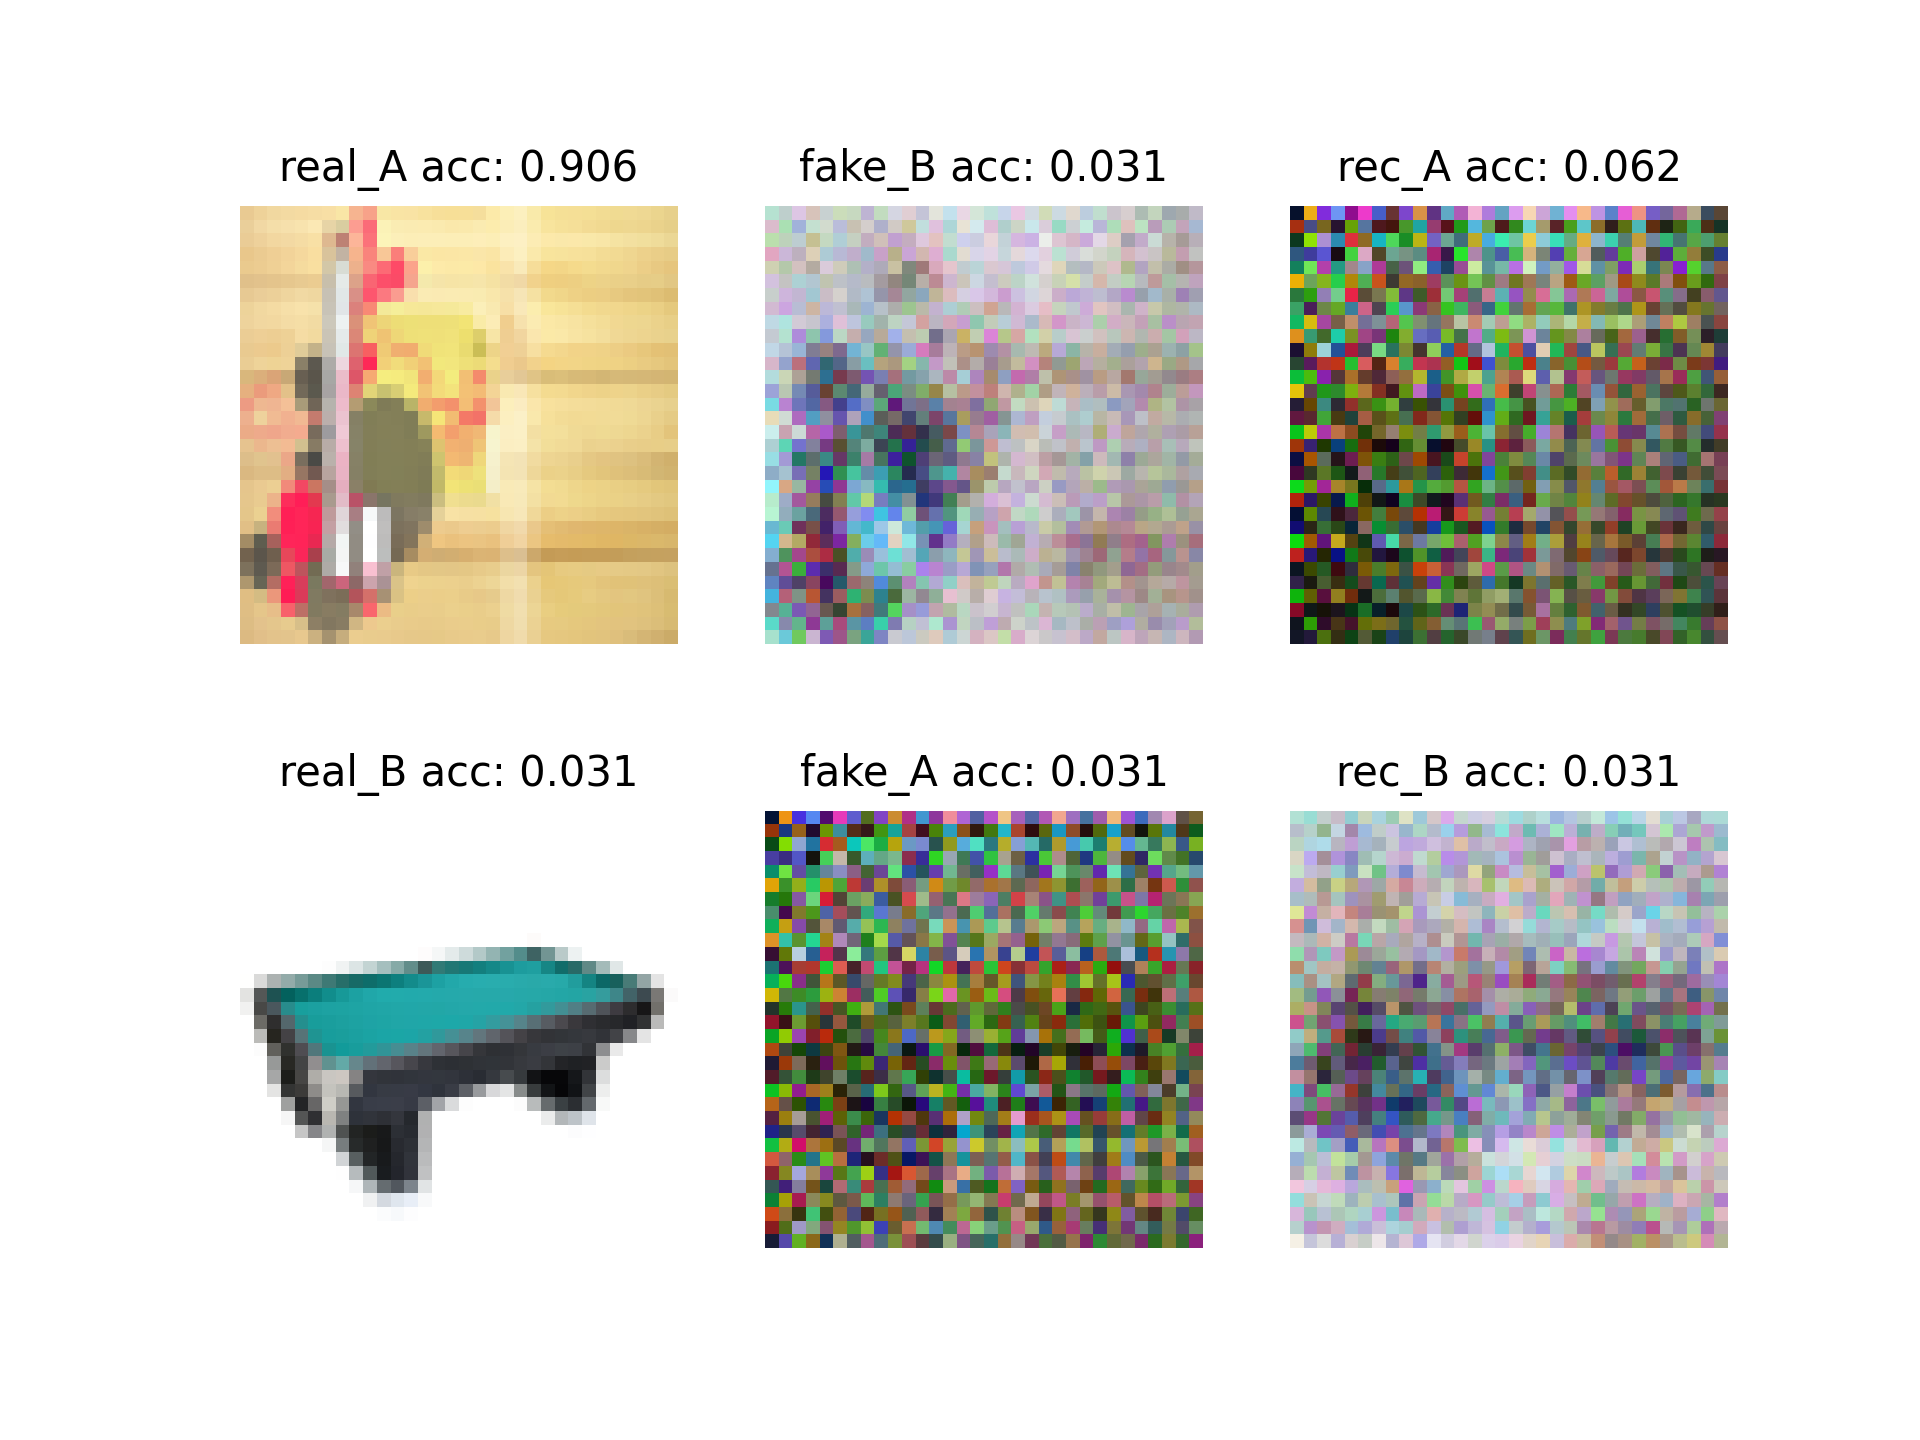 real_A acc: 0.906
fake_B acc: 0.031
rec_A acc: 0.062
real_B acc: 0.031
fake_A acc: 0.031
rec_B acc: 0.031